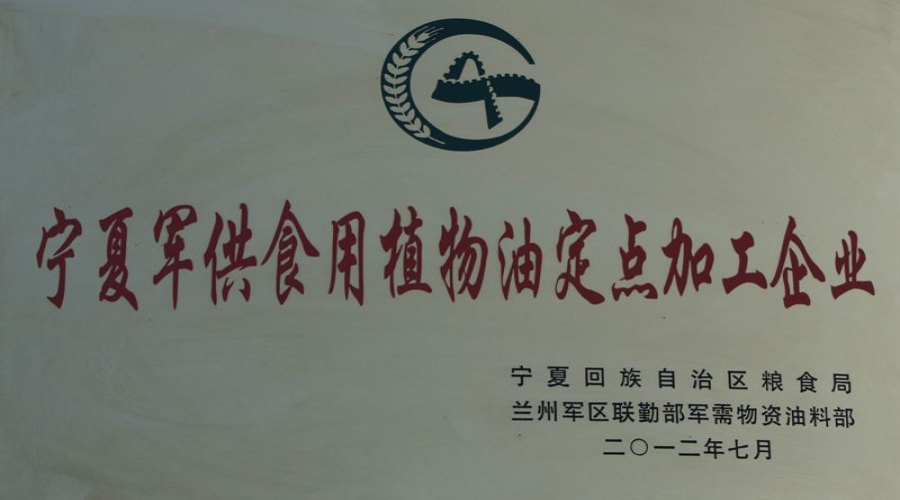 宁夏军供食用植物油定点加工企业
宁夏回族自治区粮食局
兰州军区联勤部军需物资油料部
二〇一二年七月